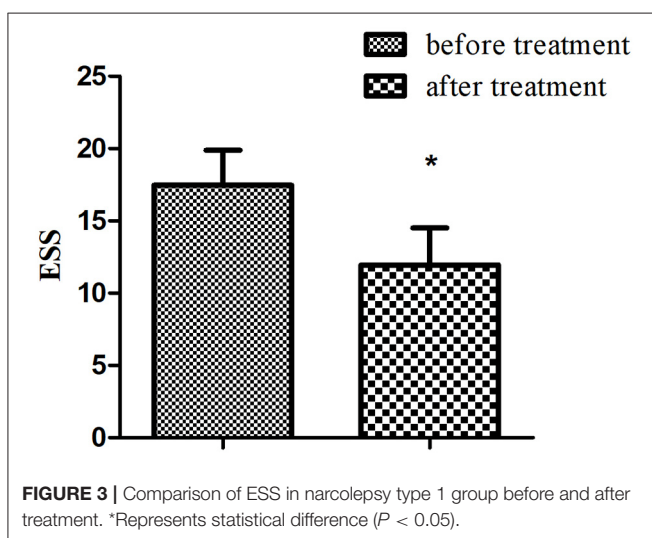 before treatment
after treatment
25
20
15
10
5
0
ESS
*
FIGURE 3 | Comparison of ESS in narcolepsy type 1 group before and after
treatment. *Represents statistical difference (P < 0.05).